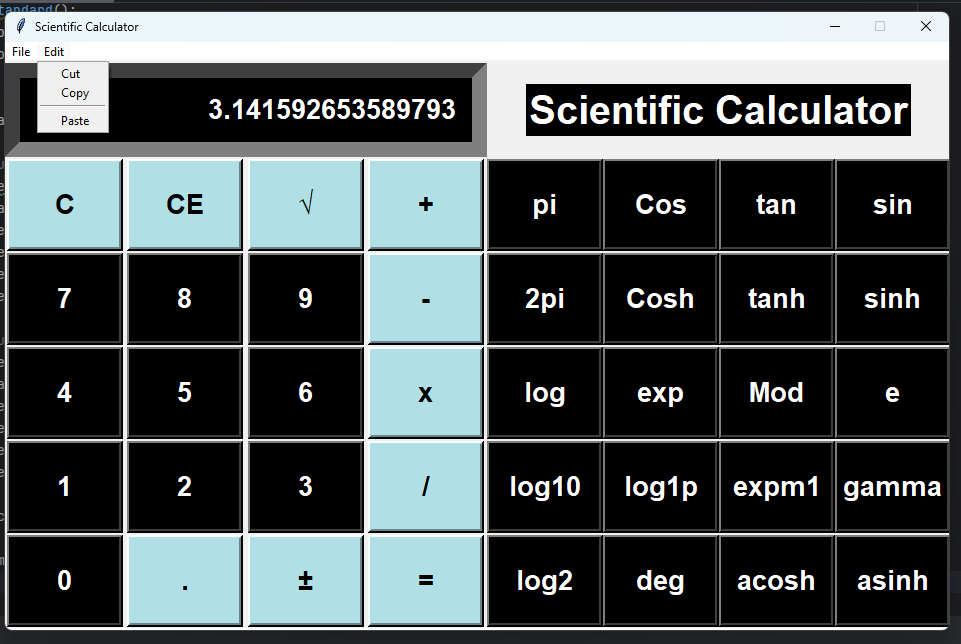 tandard();
Scientific Calculator
File Edit
Cut
Copy
Paste
3.141592653589793
Scientific Calculator
C CE √ + pi Cos tan sin
7 8 9 - 2pi Cosh tanh sinh
4 5 6 x log exp Mod e
1 2 3 / log10 log1p expm1 gamma
0 . ± = log2 deg acosh asinh